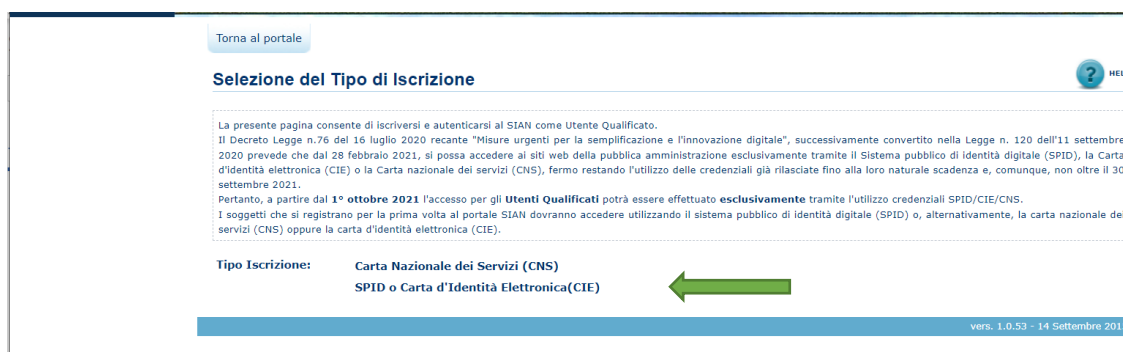 Torna al portale
Selezione del Tipo di Iscrizione
?
La presente pagina consente di iscriversi e autenticarsi al SIAN come Utente Qualificato.
Il Decreto Legge n.76 del 16 luglio 2020 recante "Misure urgenti per la semplificazione e l'innovazione digitale", successivamente convertito nella Legge n. 120 dell'11 settembre
2020 prevede che dal 28 febbraio 2021, si possa accedere ai siti web della pubblica amministrazione esclusivamente tramite il Sistema pubblico di identità digitale (SPID), la Carta
d'identità elettronica (CIE) o la Carta nazionale dei servizi (CNS), fermo restando l'utilizzo delle credenziali già rilasciate fino alla loro naturale scadenza e, comunque, non oltre il 30
settembre 2021.
Pertanto, a partire dal 1° ottobre 2021 l'accesso per gli Utenti Qualificati potrà essere effettuato esclusivamente tramite l'utilizzo credenziali SPID/CIE/CNS.
I soggetti che si registrano per la prima volta al portale SIAN dovranno accedere utilizzando il sistema pubblico di identità digitale (SPID) o, alternativamente, la carta nazionale dei
servizi (CNS) oppure la carta d'identità elettronica (CIE).
Tipo Iscrizione: Carta Nazionale dei Servizi (CNS)
SPID o Carta d'Identità Elettronica(CIE)
vers. 1.0.53 - 14 Settembre 201